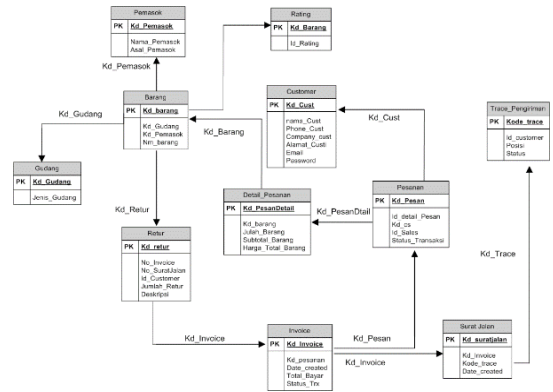 Pemasok
PK Kd_Pemasok
Nama_Pemasok
Asal_Pemasok
Rating
PK Kd_Barang
Id_Rating
Kd_Pemasok
Barang
PK Kd_barang
Kd_Gudang
Kd_Pemasok
Nm_barang
Kd_Gudang
Kd_Barang
Customer
PK Kd_Cust
nama_Cust
Phone_Cust
Company_cust
Alamat_Custi
Email
Password
Kd_Cust
Trace_Pengiriman
PK Kode_trace
Id_customer
Posisi
Status
Gudang
PK Kd_Gudang
Jenis_Gudang
Detail_Pesanan
PK Kd_PesanDetail
Kd_barang
Julah_Barang
Subtotal_Barang
Harga_Total_Barang
Kd_PesanDtail
Pesanan
PK Kd_Pesan
Id_detail_Pesan
Kd_cs
Id_Sales
Status_Transaksi
Kd_Retur
Retur
PK Kd_retur
No_Invoice
No_SuratJalan
Id_Customer
Jumlah_Retur
Deskripsi
Kd_Trace
Kd_Invoice
Invoice
PK Kd_Invoice
Kd_pesanan
Date_created
Total_Bayar
Status_Trx
Kd_Pesan
Kd_Invoice
Surat Jalan
PK Kd_suratjalan
Kd_Invoice
Kode_trace
Date_created